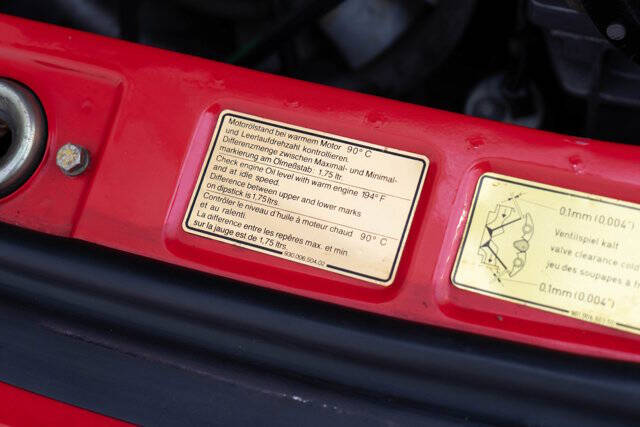 Motorölstand bei warmem Motor 90° C
und Leerlaufdrehzahl kontrollieren.
Differenzmenge zwischen Maximal- und Minimal-
markierung am Ölmeßstab: 1.75 ltr.
Check engine Oil level with warm engine 194° F
and at idle speed.
Difference between upper and lower marks
on dipstick is 1,75 ltrs.
Contrôler le niveau d'huile à moteur chaud 90° C
et au ralenti.
La différence entre les repères max. et min
sur la jauge est de 1,75 ltrs.
930.006.504.02
0,1mm (0,004")
Ventilspiel kalt
valve clearance cold
jeu des soupapes à fr
0,1mm (0,004")